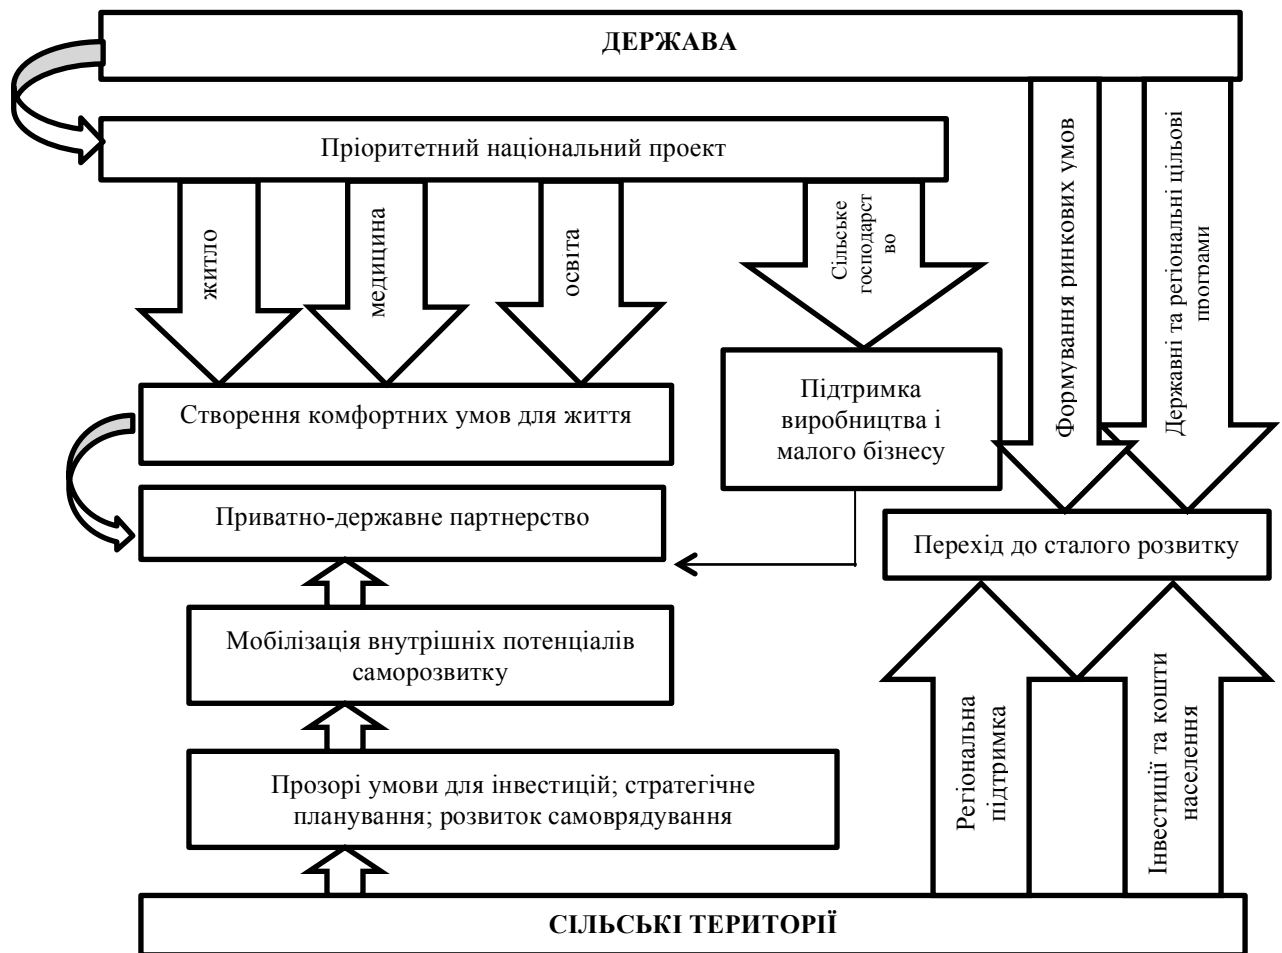 ДЕРЖАВА
Пріоритетний національний проект
житло
медицина
освіта
Сільське
господарст
во
Формування ринкових умов
Державні та регіональні цільові
програми
Створення комфортних умов для життя
Підтримка
виробництва і
малого бізнесу
Приватно-державне партнерство
Перехід до сталого розвитку
Мобілізація внутрішніх потенціалів
саморозвитку
Регіональна
підтримка
Інвестиції та кошти
населення
Прозорі умови для інвестицій; стратегічне
планування; розвиток самоврядування
СІЛЬСЬКІ ТЕРИТОРІЇ